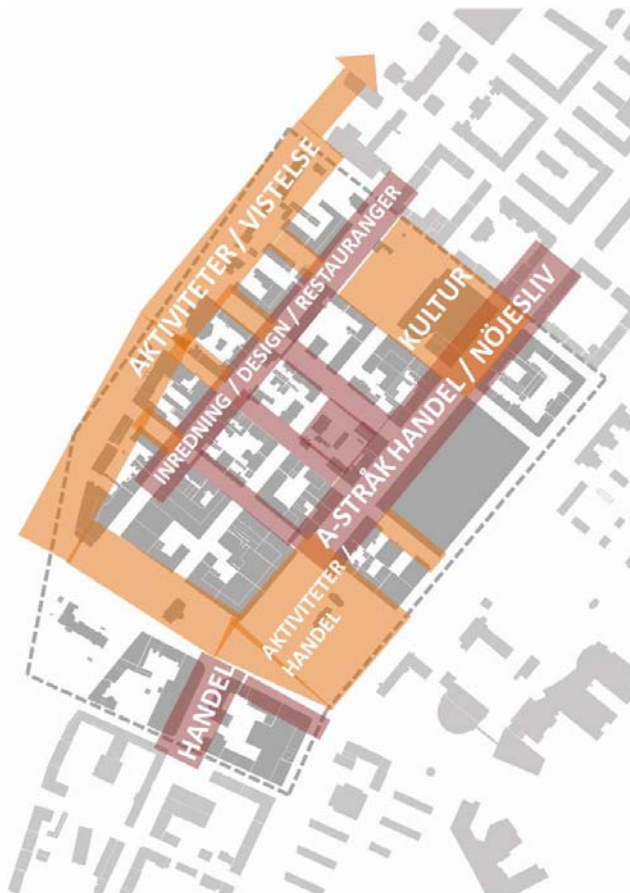 AKTIVITETER / VISTELSE
INREDNING / DESIGN / RESTAURANGER
KULTUR
A-STRÅK HANDEL / NÖJESLIV
AKTIVITETER /
HANDEL
HANDEL